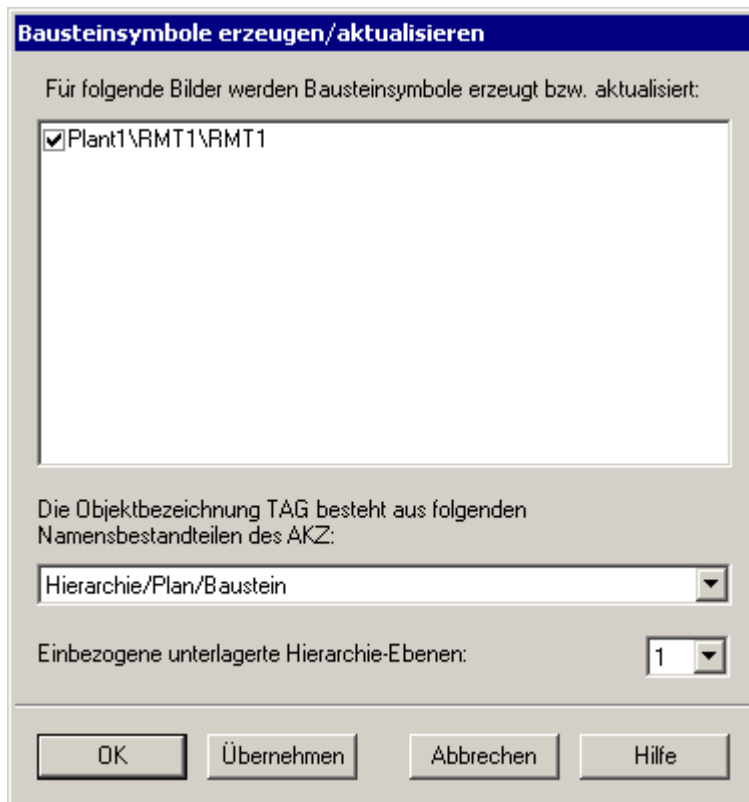 Bausteinsymbole erzeugen/aktualisieren
Für folgende Bilder werden Bausteinsymbole erzeugt bzw. aktualisiert:
Plant1\RMT1\RMT1
Die Objektbezeichnung TAG besteht aus folgenden
Namensbestandteilen des AKZ:
Hierarchie/Plan/Baustein
Einbezogene unterlagerte Hierarchie-Ebenen:
1
OK
Übernehmen
Abbrechen
Hilfe